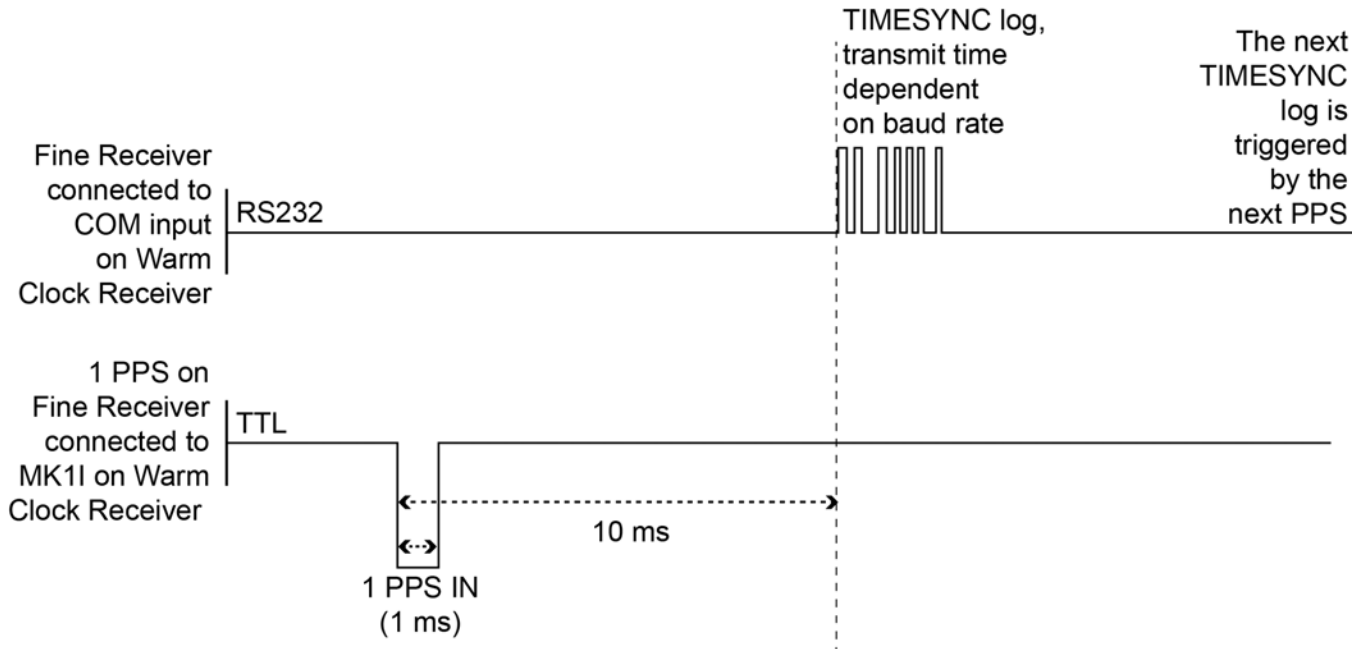 TIMESYNC log,
transmit time
dependent
on baud rate
The next
TIMESYNC
log is
triggered
by the
next PPS
Fine Receiver
connected to
COM input
on Warm
Clock Receiver
RS232
1 PPS on
Fine Receiver
connected to
MK1I on Warm
Clock Receiver
TTL
10 ms
1 PPS IN
(1 ms)